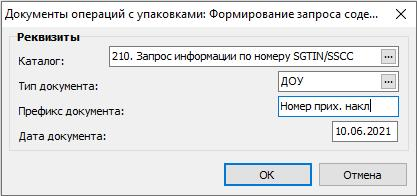 Документы операций с упаковками: Формирование запроса соде...
Реквизиты
Каталог: 210. Запрос информации по номеру SGTIN/SSCC ...
Тип документа: ДОУ ...
Префикс документа: Номер прих. накл
Дата документа: 10.06.2021
OK Отмена